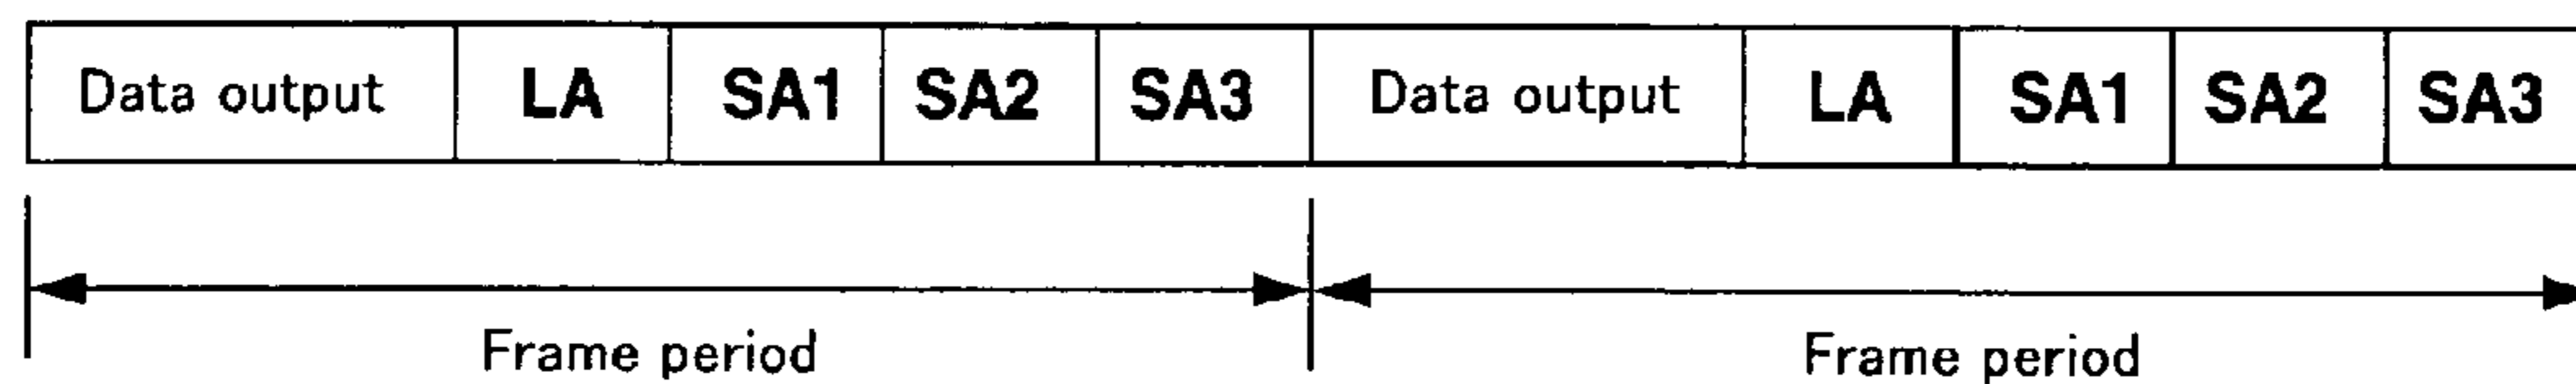 Data output LA SA1 SA2 SA3 Data output LA SA1 SA2 SA3
Frame period Frame period